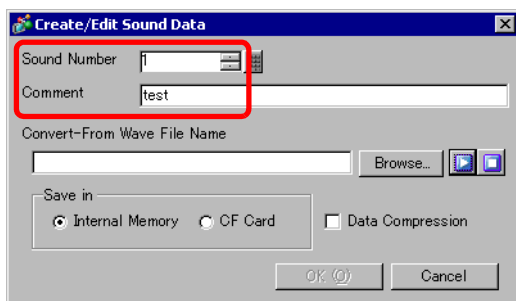 Create/Edit Sound Data
Sound Number 1
Comment test
Convert-From Wave File Name
Browse...
Save in
Internal Memory CF Card Data Compression
OK (O) Cancel